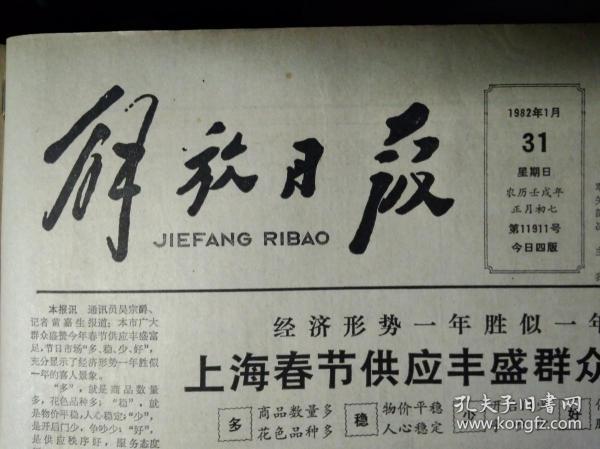 解放日报
JIEFANG RIBAO
1982年1月
31
星期日
农历壬戌年
正月初七
第11911号
今日四版
经济形势一年胜似一年
上海春节供应丰盛群众
多
商品数量多
花色品种多
稳
物价平稳
人心稳定
少
好
本报讯 通讯员吴宗爵、
记者黄嘉生报道：本市广大
群众盛赞今年春节供应丰盛富
足，节日市场“多、稳、少、好”，
充分显示了经济形势一年胜似
一年的喜人景象。
“多”，就是商品数量
多，花色品种多；“稳”，就
是物价平稳，人心稳定；“少”，
是开后门少，争吵少；“好”，
是供应秩序好，服务态度
孔夫子旧书网
www.kongfz.com